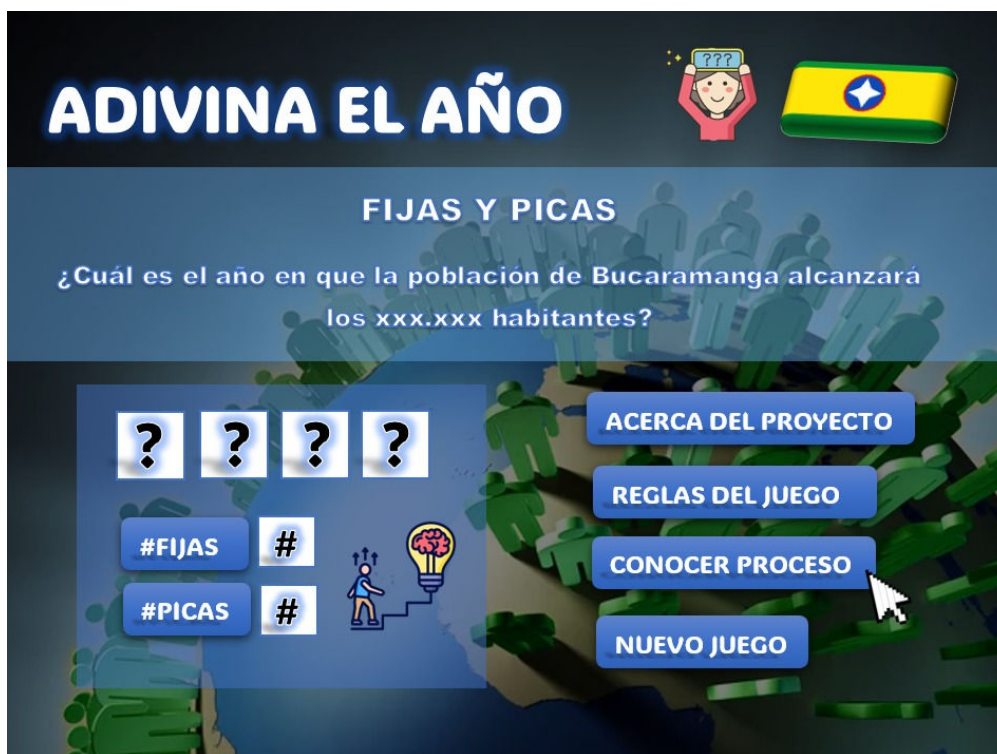 ???
ADIVINA EL AÑO
FIJAS Y PICAS
¿Cuál es el año en que la población de Bucaramanga alcanzará
los xxx.xxx habitantes?
? ? ? ?
#FIJAS #
#PICAS #
ACERCA DEL PROYECTO
REGLAS DEL JUEGO
CONOCER PROCESO
NUEVO JUEGO